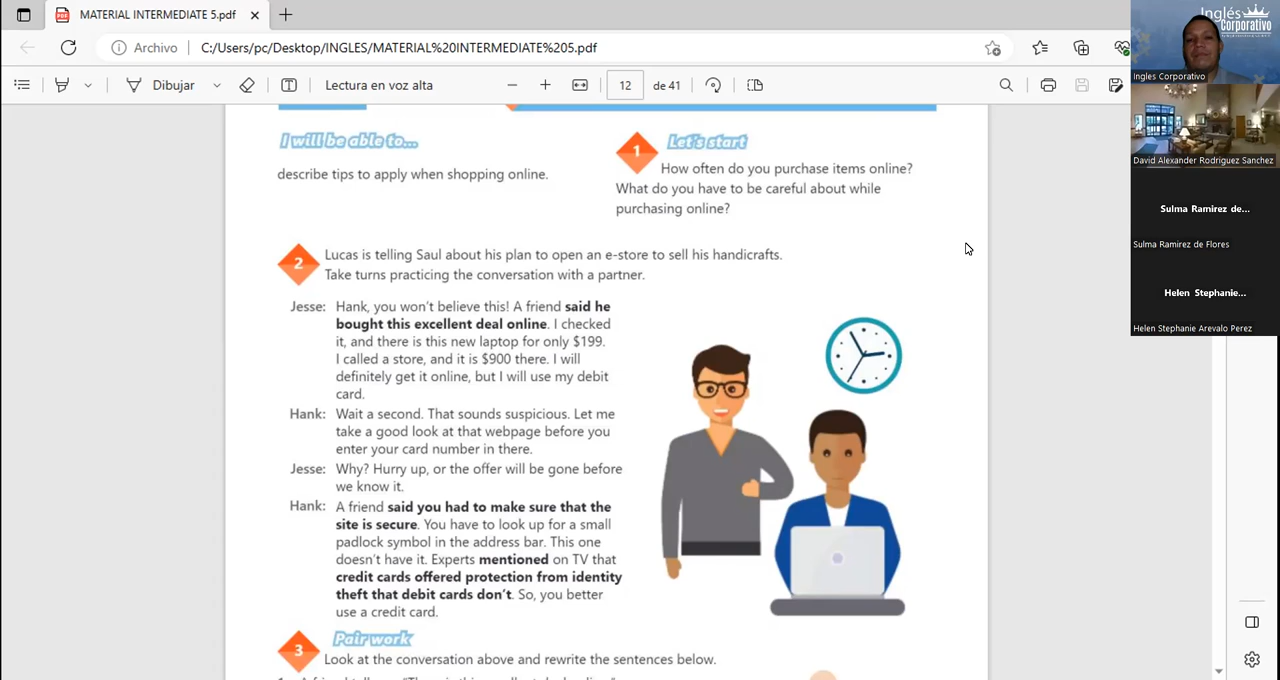 MATERIAL INTERMEDIATE 5.pdf
Archivo
C:/Users/pc/Desktop/INGLES/MATERIAL%20INTERMEDIATE%205.pdf
Dibujar
Lectura en voz alta
12
de 41
I will be able to...
describe tips to apply when shopping online.
1
Let's start
How often do you purchase items online?
What do you have to be careful about while
purchasing online?
2
Lucas is telling Saul about his plan to open an e-store to sell his handicrafts.
Take turns practicing the conversation with a partner.
Jesse: Hank, you won't believe this! A friend said he
bought this excellent deal online. I checked
it, and there is this new laptop for only $199.
I called a store, and it is $900 there. I will
definitely get it online, but I will use my debit
card.
Hank: Wait a second. That sounds suspicious. Let me
take a good look at that webpage before you
enter your card number in there.
Jesse: Why? Hurry up, or the offer will be gone before
we know it.
Hank: A friend said you had to make sure that the
site is secure. You have to look up for a small
padlock symbol in the address bar. This one
doesn't have it. Experts mentioned on TV that
credit cards offered protection from identity
theft that debit cards don't. So, you better
use a credit card.
3
Pair work
Look at the conversation above and rewrite the sentences below.
Inglés
Corporativo
Ingles Corporativo
David Alexander Rodriguez Sanchez
Sulma Ramirez de...
Sulma Ramirez de Flores
Helen Stephanie...
Helen Stephanie Arevalo Perez